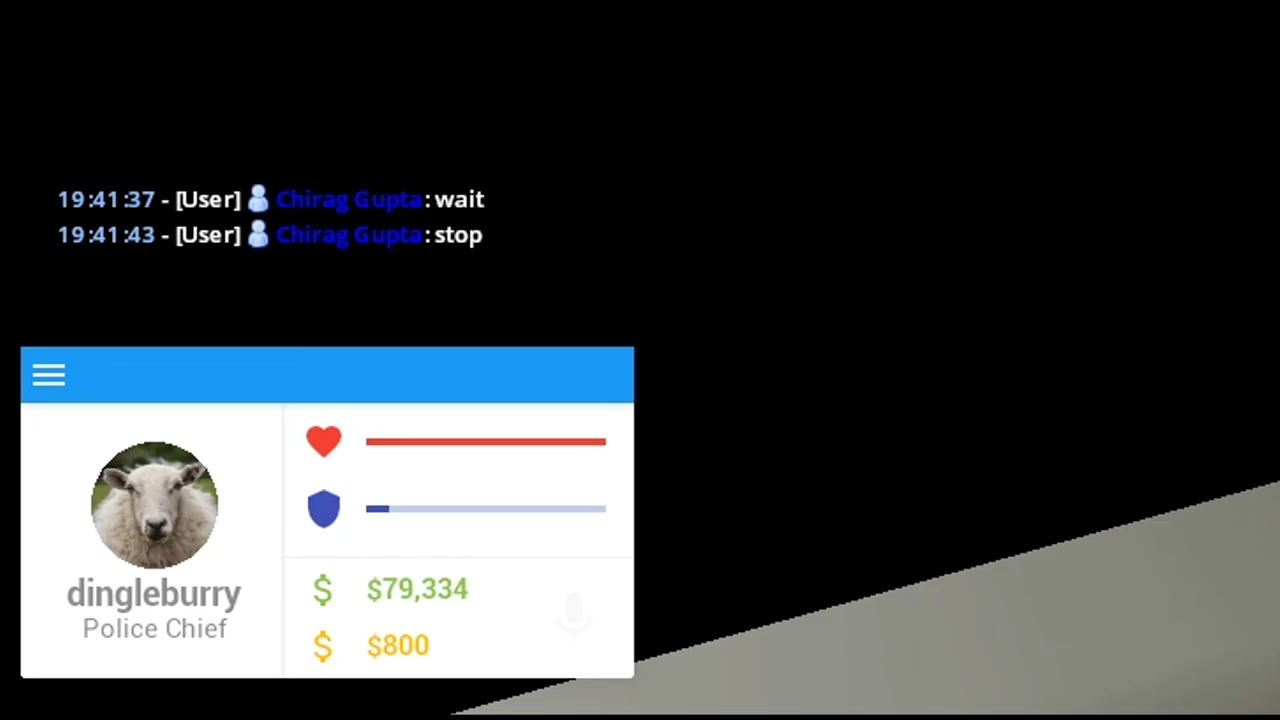 19:41:37 - [User] Chirag Gupta: wait
19:41:43 - [User] Chirag Gupta: stop
dingleburry
Police Chief
$ $79,334
$ $800